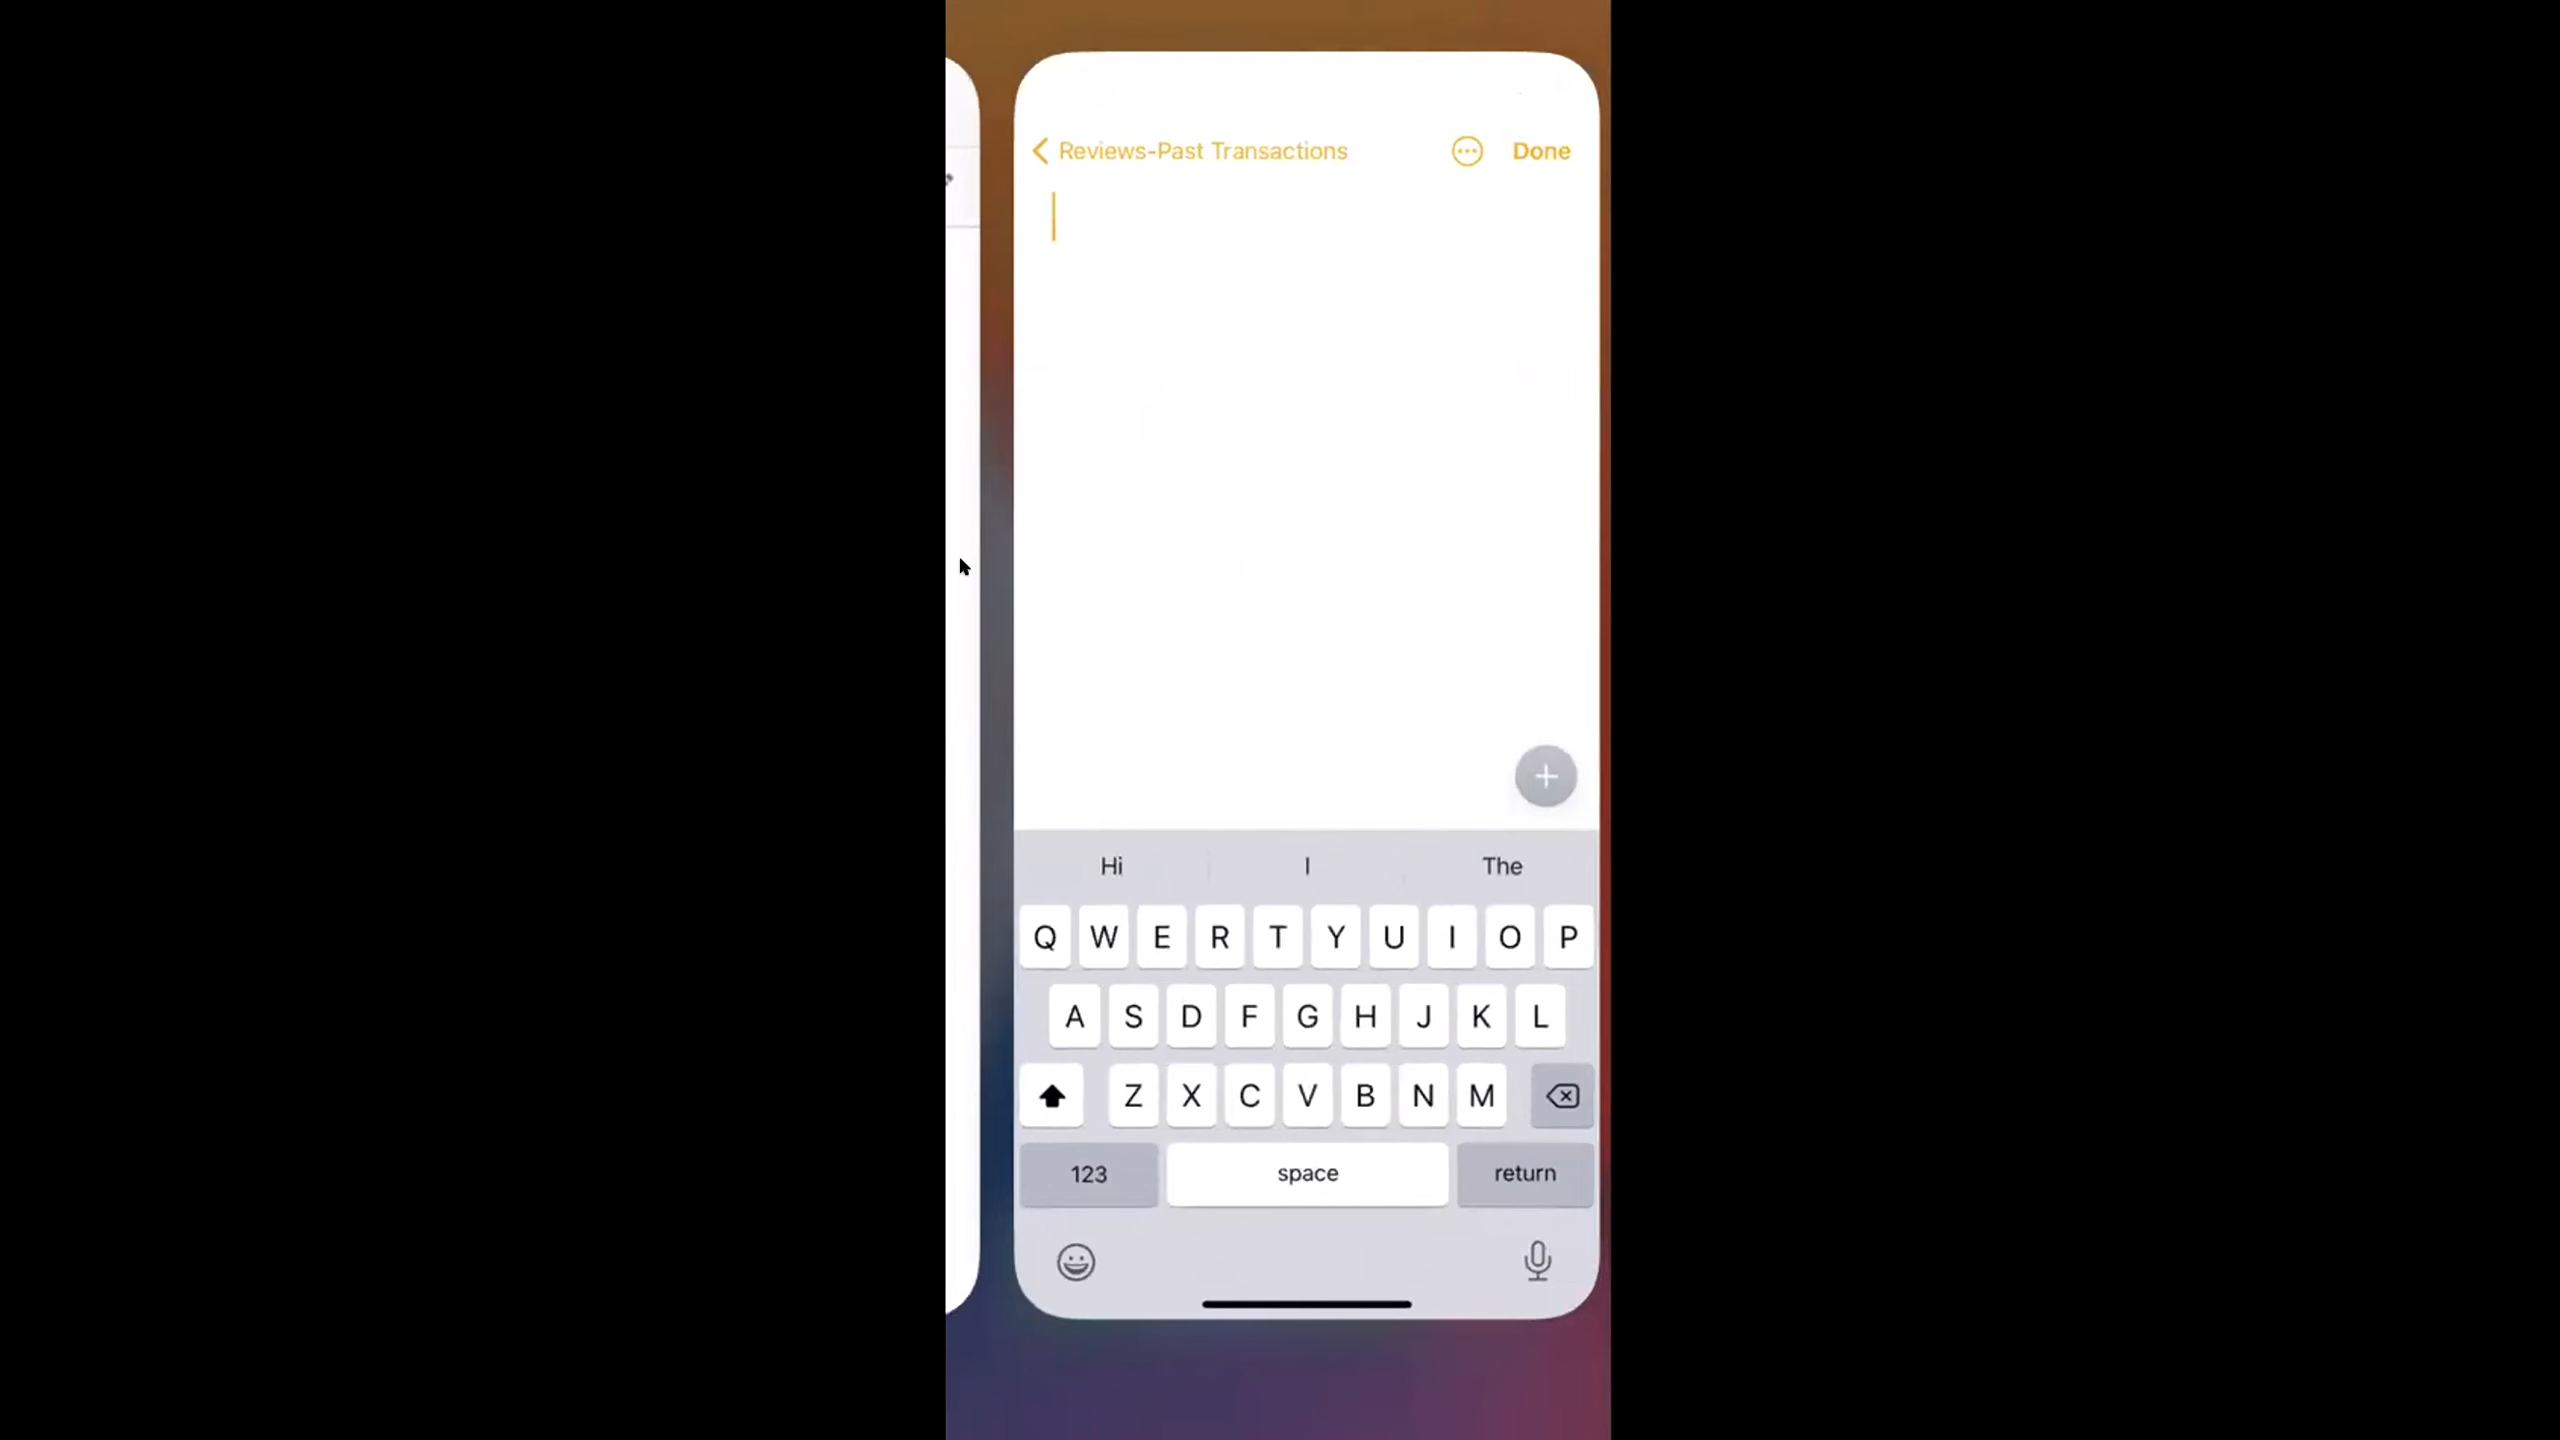 Reviews-Past Transactions Done
Hi I The
Q W E R T Y U I O P
A S D F G H J K L
Z X C V B N M
123 space return